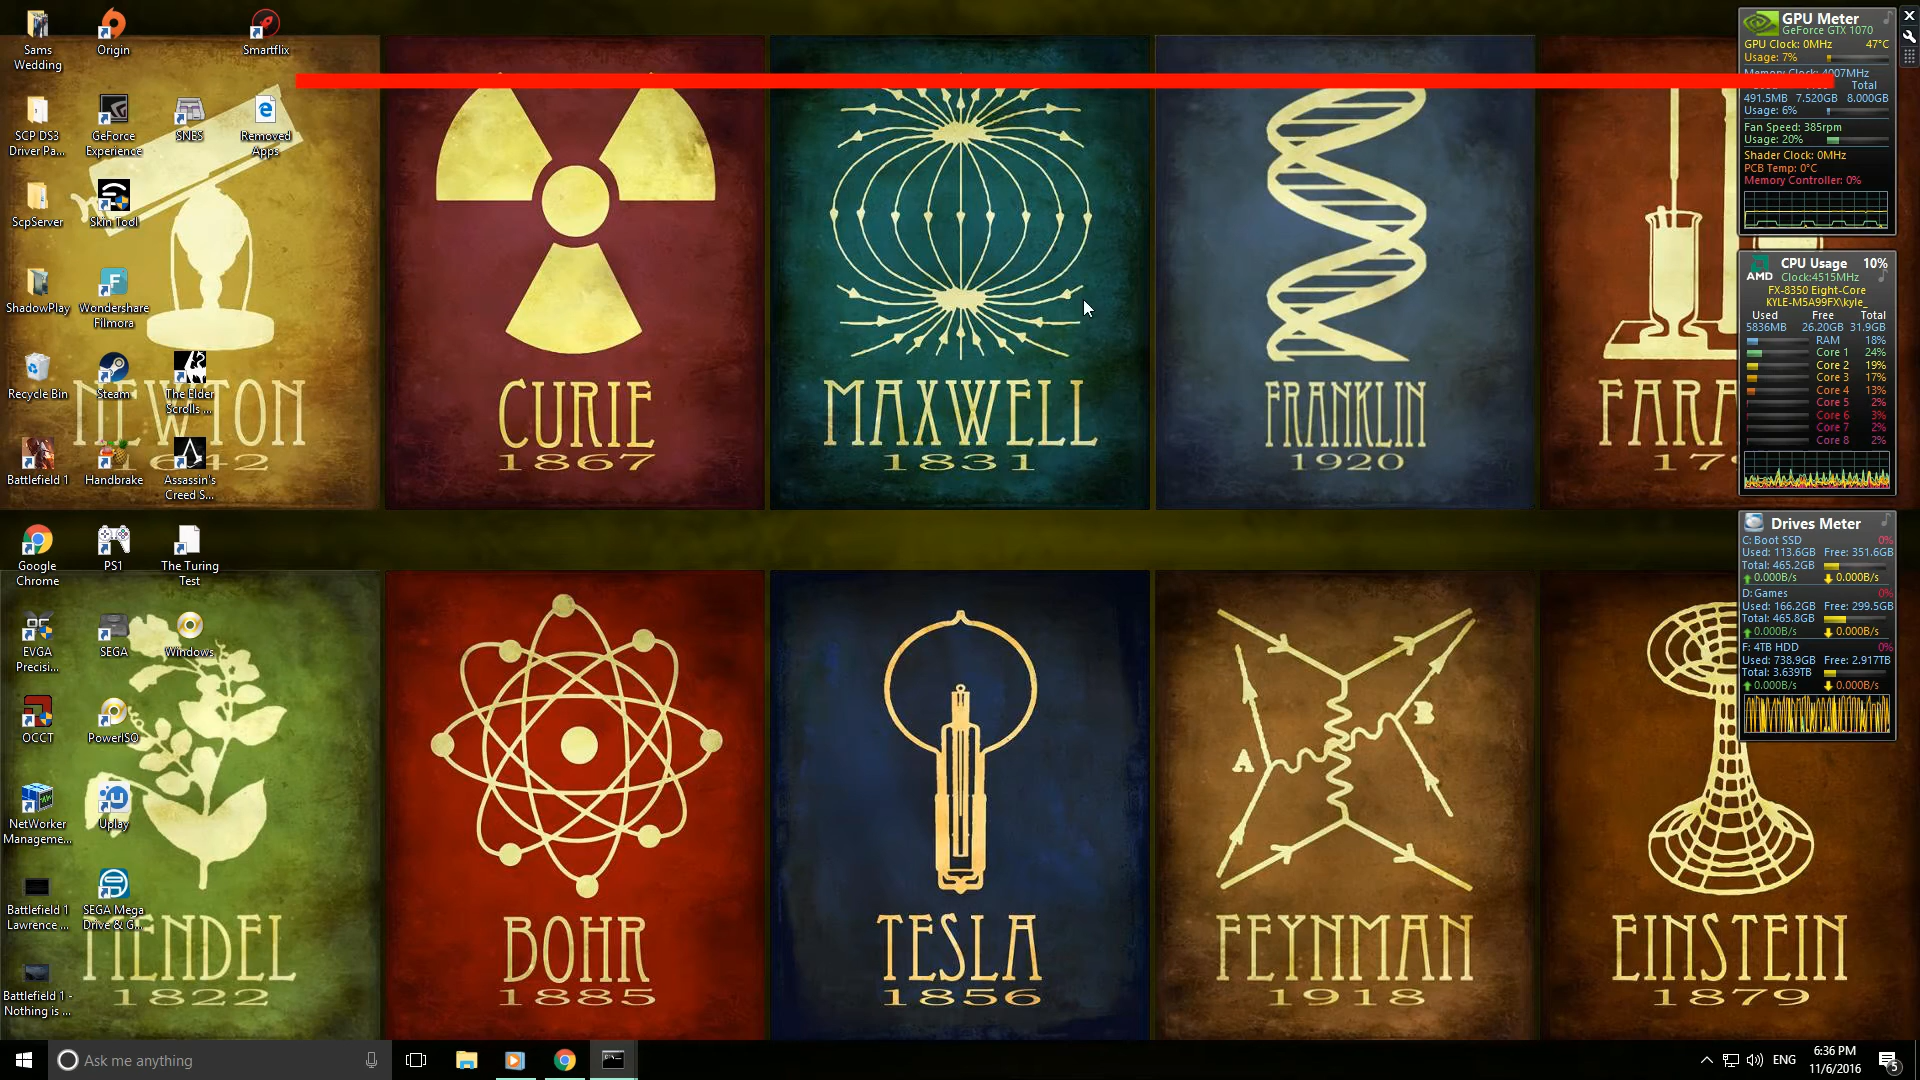 Sams
Wedding
Origin
Smartflix
SCP DS3
Driver Pa...
GeForce
Experience
SNES
Removed
Apps
ScpServer
Skin Tool
ShadowPlay
Wondershare
Filmora
Recycle Bin
Steam
The Elder
Scrolls ...
Battlefield 1
Handbrake
Assassin's
Creed S...
NEWTON
1642
CURIE
1867
MAXWELL
1831
FRANKLIN
1920
FARA
Google
Chrome
PS1
The Turing
Test
EVGA
Precisi...
SEGA
Windows
OCCT
PowerISO
NetWorker
Manageme...
Uplay
Battlefield 1
Lawrence ...
SEGA Mega
Drive & G...
Battlefield 1 -
Nothing is ...
MENDEL
1822
BOHR
1885
TESLA
1856
A
B
FEYNMAN
1918
EINSTEIN
1879
GPU Meter
GeForce GTX 1070
GPU Clock: 0MHz 47°C
Usage: 7%
Memory Clock: 4007MHz
Total
491.5MB 7.520GB 8.000GB
Usage: 6%
Fan Speed: 385rpm
Usage: 20%
Shader Clock: 0MHz
PCB Temp: 0°C
Memory Controller: 0%
AMD
CPU Usage 10%
Clock:4515MHz
FX-8350 Eight-Core
KYLE-M5A99FX\kyle_
Used Free Total
5836MB 26.20GB 31.9GB
RAM 18%
Core 1 24%
Core 2 19%
Core 3 17%
Core 4 13%
Core 5 2%
Core 6 3%
Core 7 2%
Core 8 2%
Drives Meter
C: Boot SSD 0%
Used: 113.6GB Free: 351.6GB
Total: 465.2GB
0.000B/s 0.000B/s
D: Games 0%
Used: 166.2GB Free: 299.5GB
Total: 465.8GB
0.000B/s 0.000B/s
F: 4TB HDD 0%
Used: 738.9GB Free: 2.917TB
Total: 3.639TB
0.000B/s 0.000B/s
Ask me anything
ENG
6:36 PM
11/6/2016
5